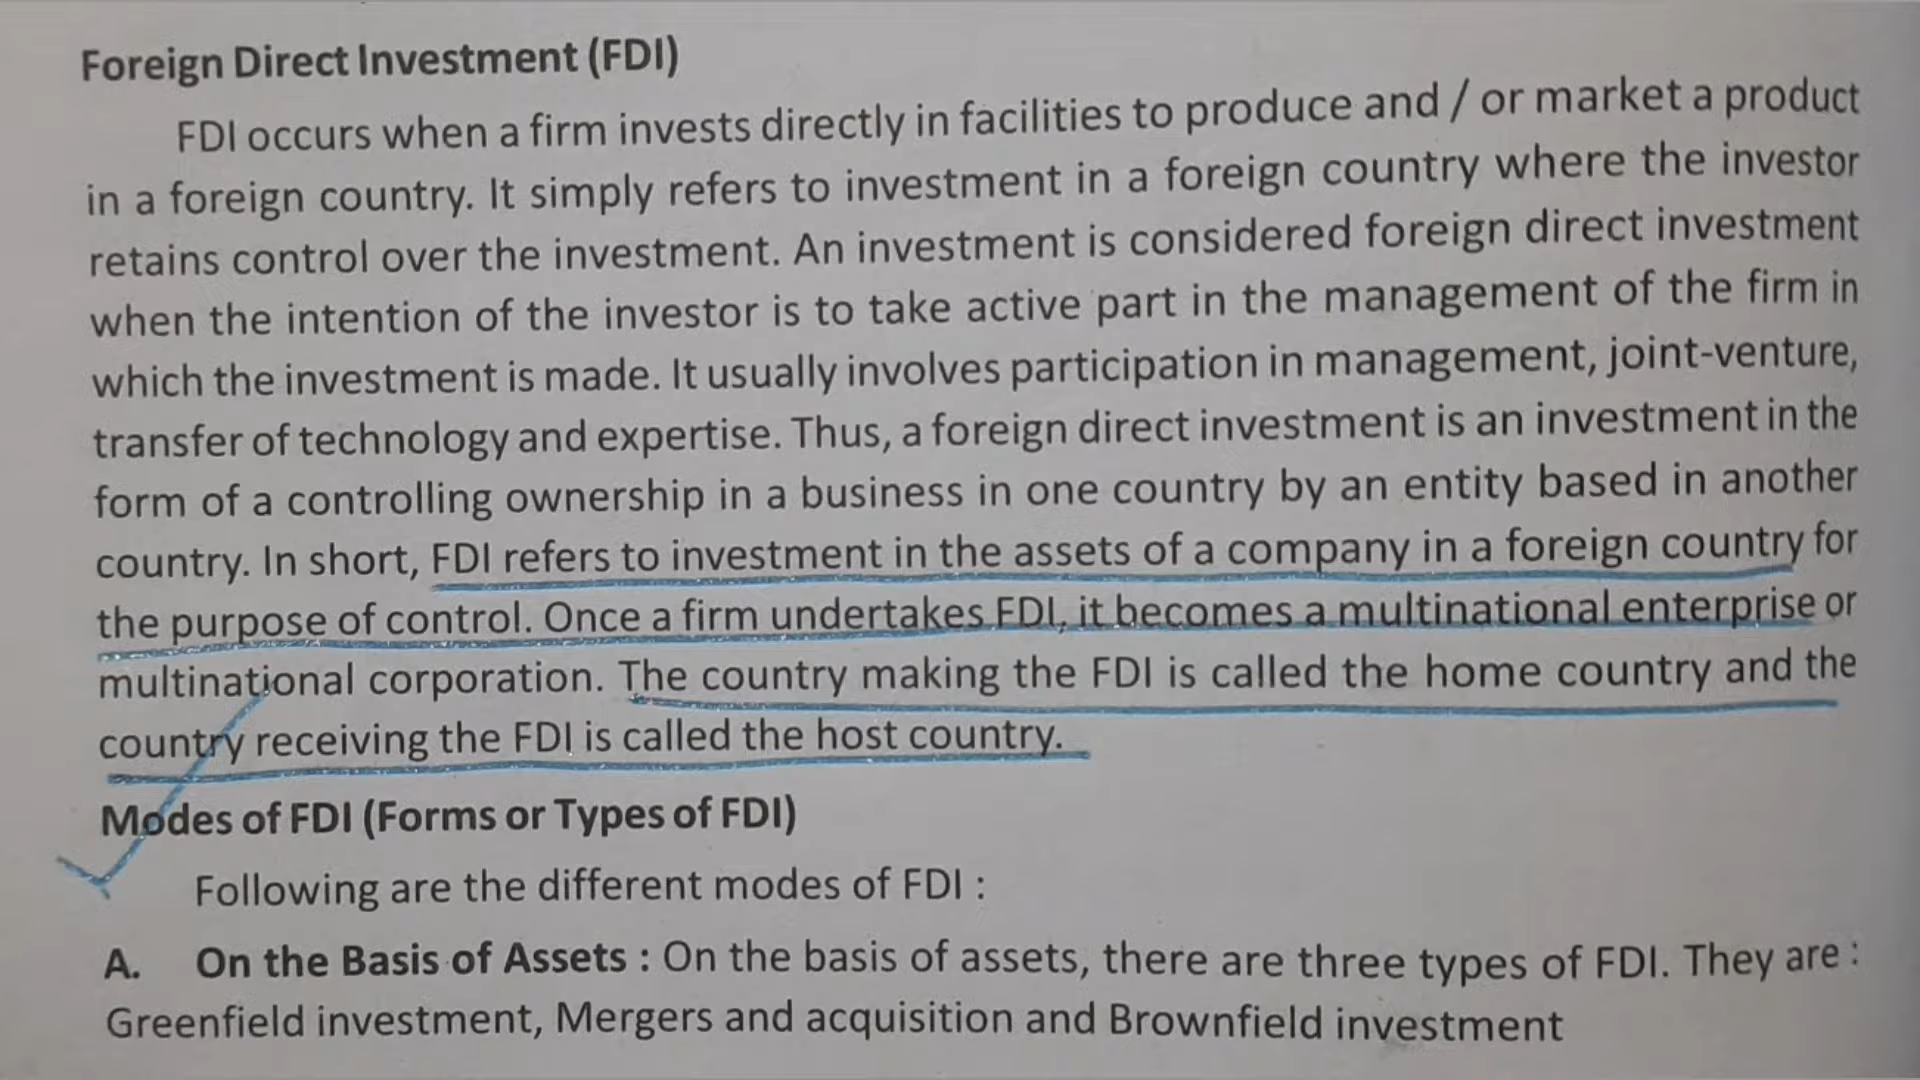 Foreign Direct Investment (FDI)
FDI occurs when a firm invests directly in facilities to produce and / or market a product
in a foreign country. It simply refers to investment in a foreign country where the investor
retains control over the investment. An investment is considered foreign direct investment
when the intention of the investor is to take active part in the management of the firm in
which the investment is made. It usually involves participation in management, joint-venture,
transfer of technology and expertise. Thus, a foreign direct investment is an investment in the
form of a controlling ownership in a business in one country by an entity based in another
country. In short, FDI refers to investment in the assets of a company in a foreign country for
the purpose of control. Once a firm undertakes FDI, it becomes a multinational enterprise or
multinational corporation. The country making the FDI is called the home country and the
country receiving the FDI is called the host country.
Modes of FDI (Forms or Types of FDI)
Following are the different modes of FDI :
A. On the Basis of Assets : On the basis of assets, there are three types of FDI. They are :
Greenfield investment, Mergers and acquisition and Brownfield investment